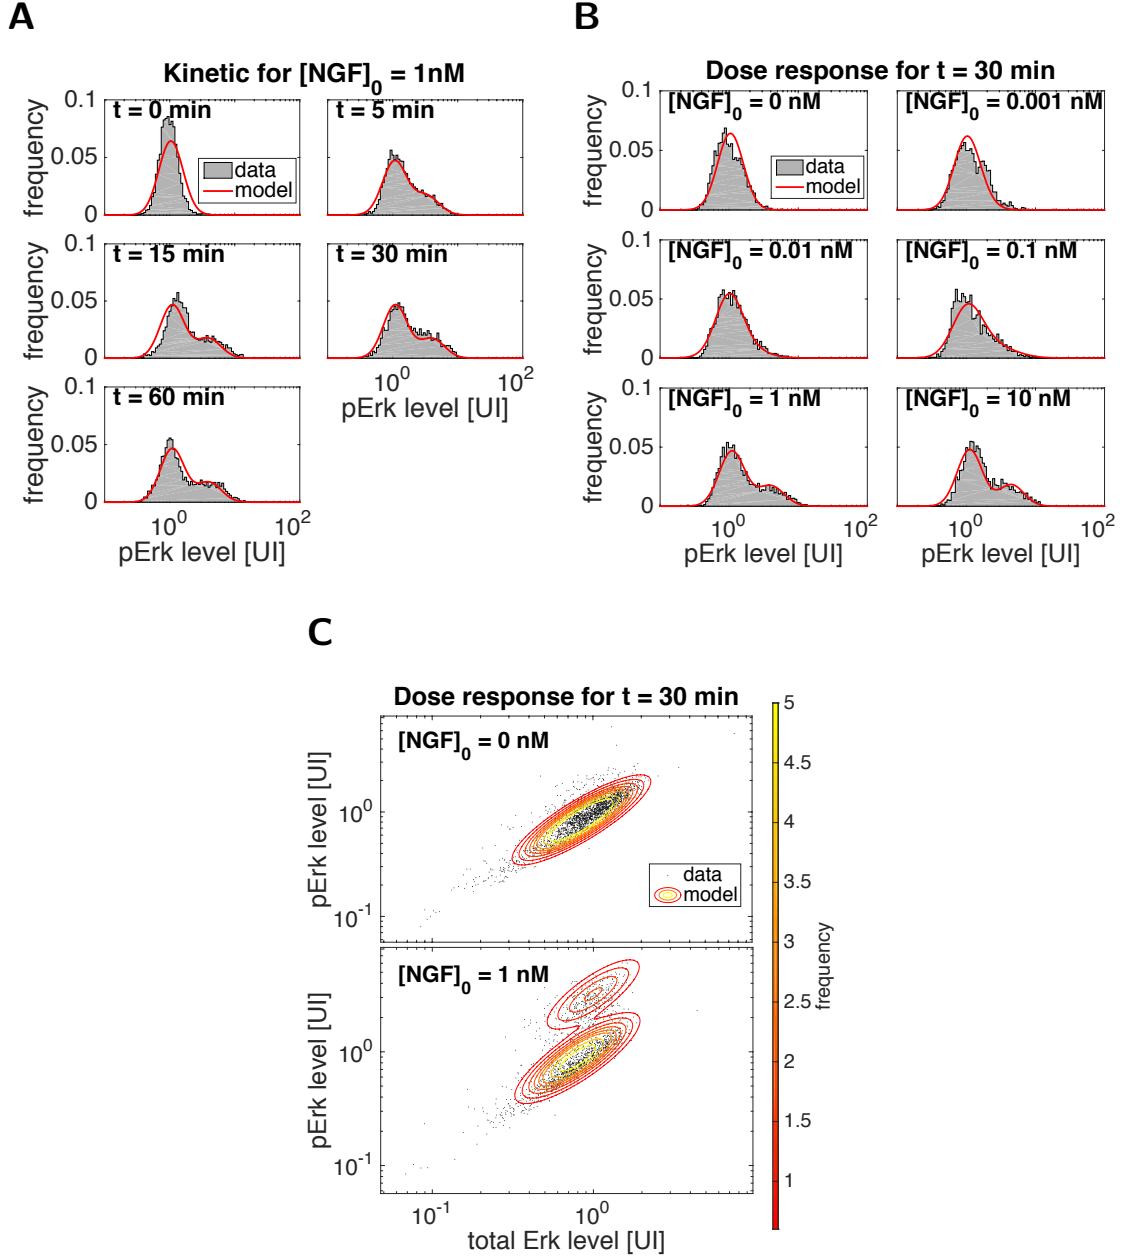 A
Kinetic for [NGF]0 = 1nM
0.1
0.05
0
frequency
t = 0 min
data
model
t = 5 min
0.1
0.05
0
frequency
t = 15 min
t = 30 min
10^0
10^2
pErk level [UI]
0.1
0.05
0
frequency
t = 60 min
10^0
10^2
pErk level [UI]
B
Dose response for t = 30 min
0.1
0.05
0
frequency
[NGF]0 = 0 nM
data
model
[NGF]0 = 0.001 nM
0.1
0.05
0
frequency
[NGF]0 = 0.01 nM
[NGF]0 = 0.1 nM
0.1
0.05
0
frequency
[NGF]0 = 1 nM
[NGF]0 = 10 nM
10^0
10^2
10^0
10^2
pErk level [UI]
pErk level [UI]
C
Dose response for t = 30 min
[NGF]0 = 0 nM
pErk level [UI]
10^0
10^-1
data
model
[NGF]0 = 1 nM
pErk level [UI]
10^0
10^-1
10^-1
10^0
total Erk level [UI]
5
4.5
4
3.5
3
2.5
2
1.5
1
frequency